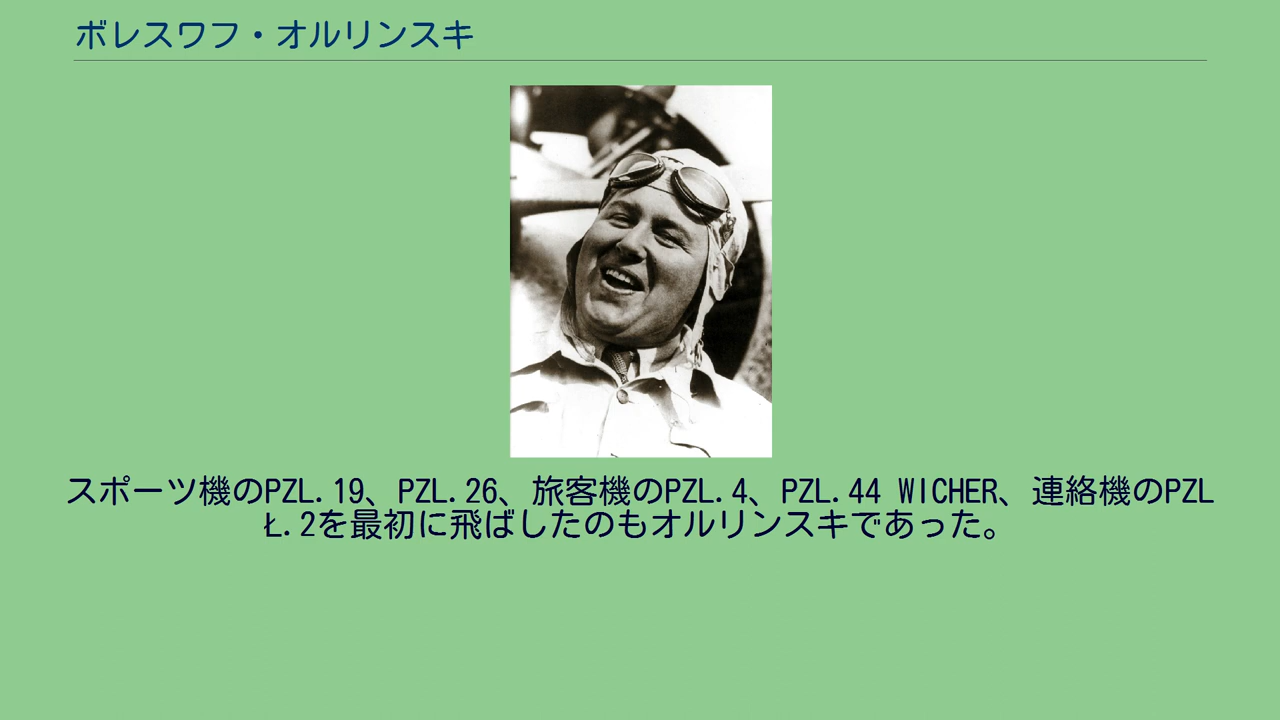 ボレスワフ・オルリンスキ
スポーツ機のPZL.19、PZL.26、旅客機のPZL.4、PZL.44 WICHER、連絡機のPZL
Ł.2を最初に飛ばしたのもオルリンスキであった。